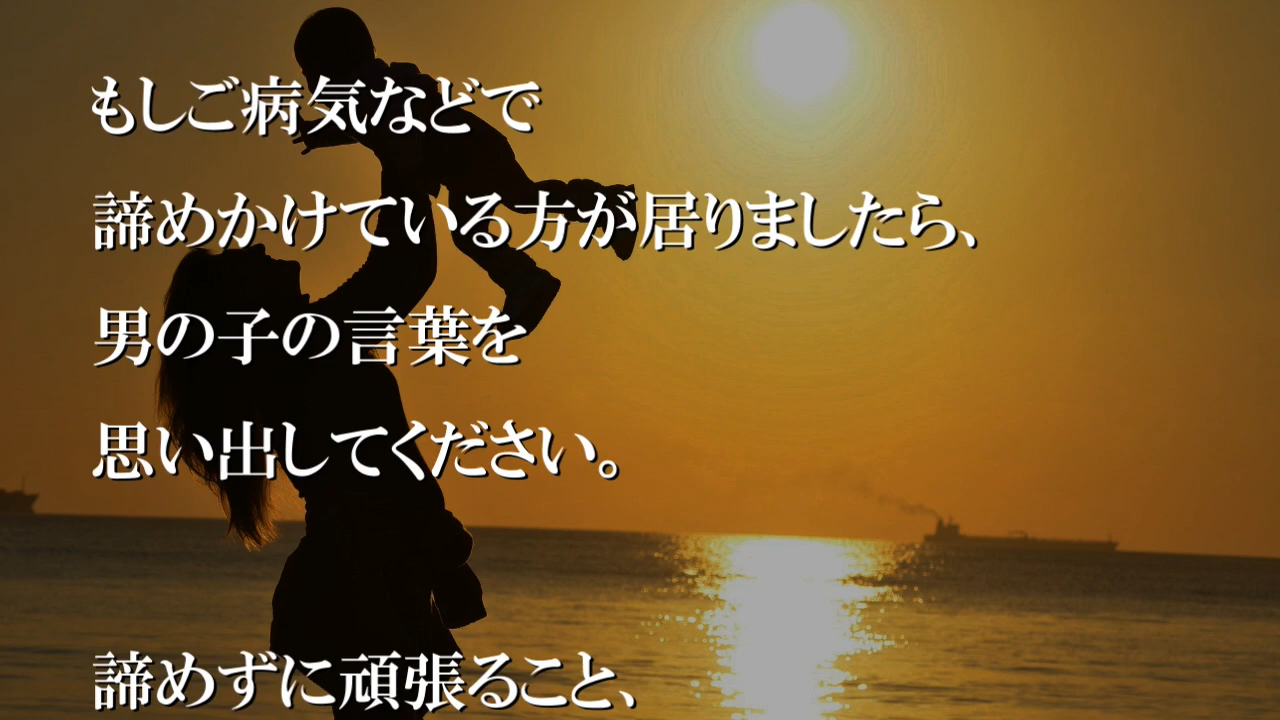 もしご病気などで
諦めかけている方が居りましたら、
男の子の言葉を
思い出してください。
諦めずに頑張ること、